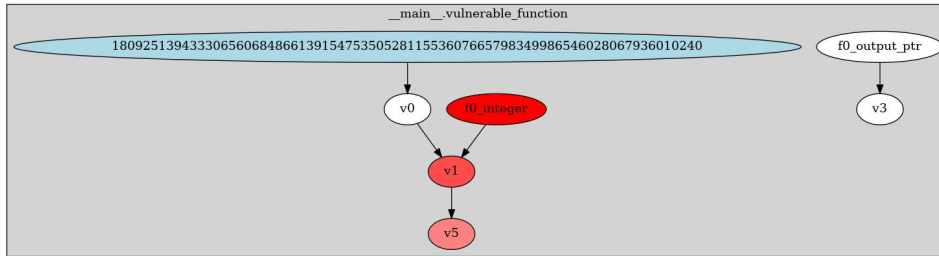 __main__.vulnerable_function
1809251394333065606848661391547535052811553607665798349986546028067936010240
f0_output_ptr
v0
f0_integer
v3
v1
v5